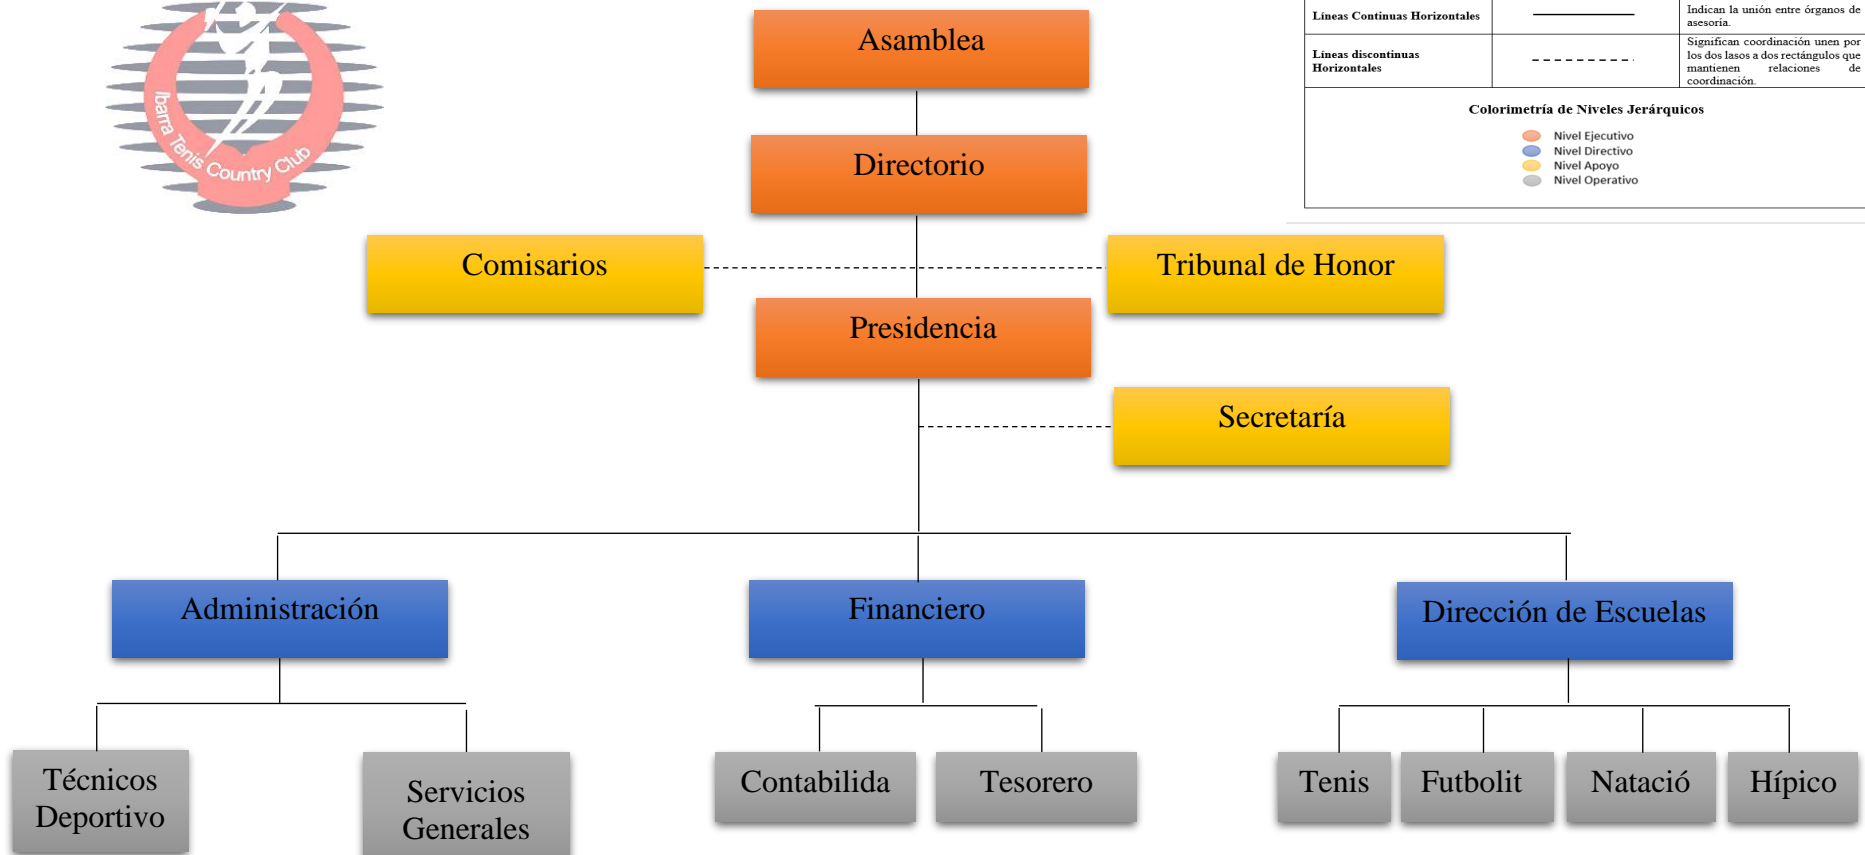 Ibarra Tenis Country Club
Líneas Continuas Horizontales
Indican la unión entre órganos de
asesoría.
Líneas discontinuas
Horizontales
Significan coordinación unen por
los dos lasos a dos rectángulos que
mantienen relaciones de
coordinación.
Colorimetría de Niveles Jerárquicos
Nivel Ejecutivo
Nivel Directivo
Nivel Apoyo
Nivel Operativo
Asamblea
Directorio
Comisarios
Tribunal de Honor
Presidencia
Secretaría
Administración
Financiero
Dirección de Escuelas
Técnicos
Deportivo
Servicios
Generales
Contabilida
Tesorero
Tenis
Futbolit
Natació
Hípico